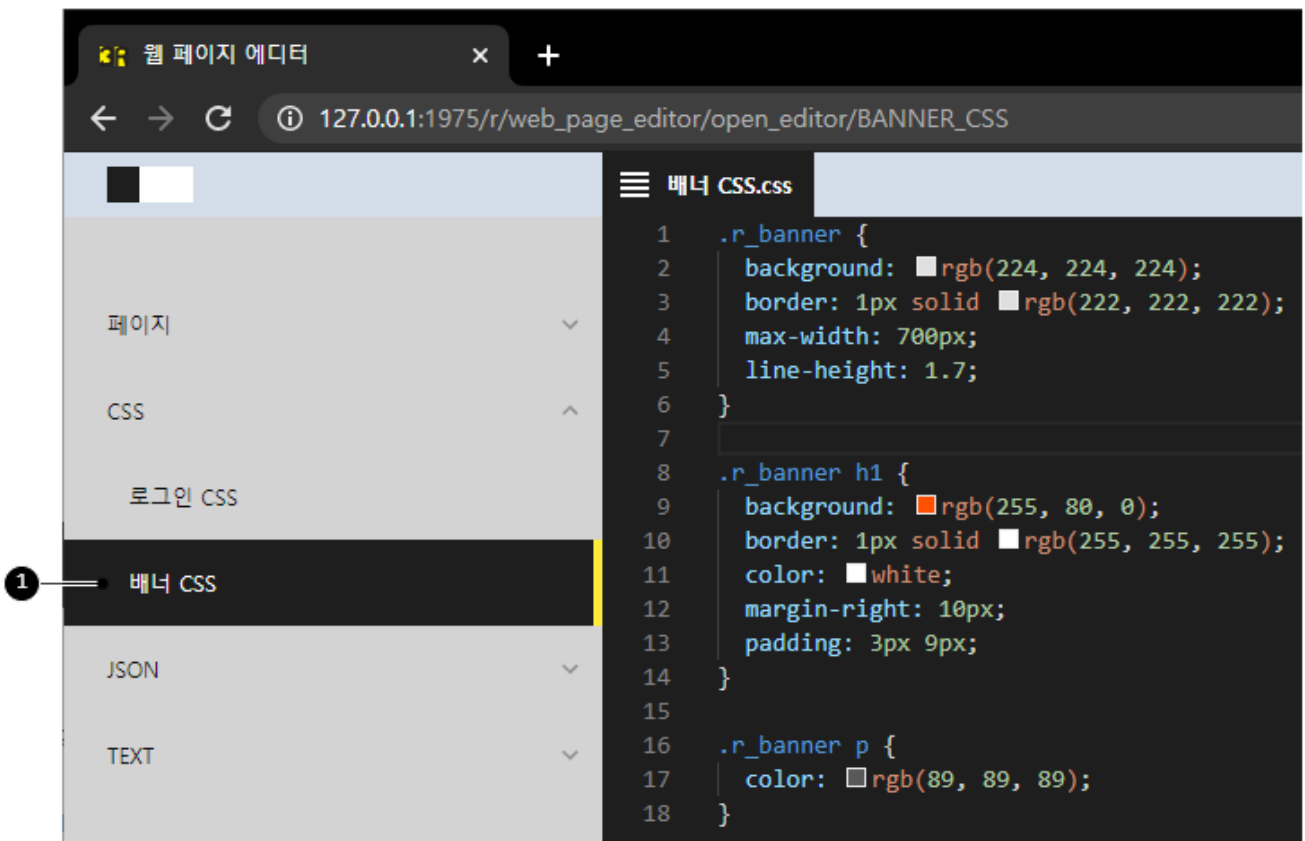 웹 페이지 에디터
127.0.0.1:1975/r/web_page_editor/open_editor/BANNER_CSS
페이지
CSS
로그인 CSS
1 배너 CSS
JSON
TEXT
배너 CSS.css
1 .r_banner {
2 background: rgb(224, 224, 224);
3 border: 1px solid rgb(222, 222, 222);
4 max-width: 700px;
5 line-height: 1.7;
6 }
7
8 .r_banner h1 {
9 background: rgb(255, 80, 0);
10 border: 1px solid rgb(255, 255, 255);
11 color: white;
12 margin-right: 10px;
13 padding: 3px 9px;
14 }
15
16 .r_banner p {
17 color: rgb(89, 89, 89);
18 }